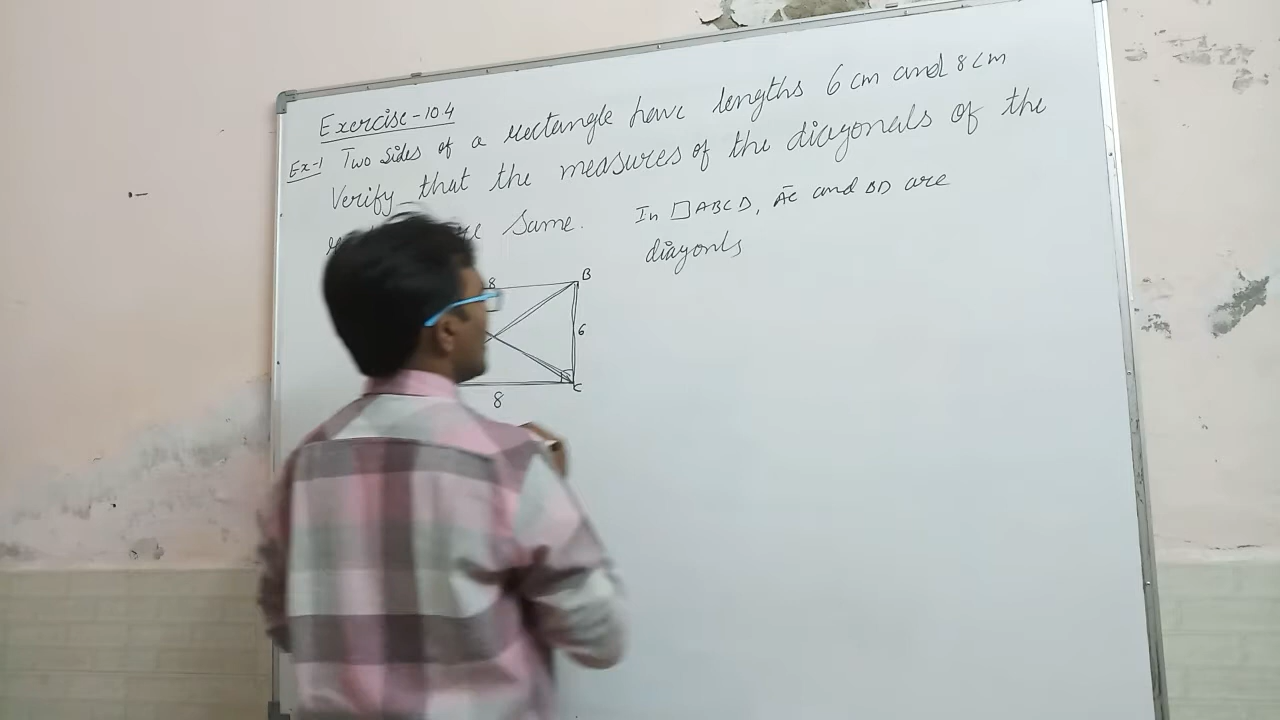 Exercise-10.4
Ex-1 Two sides of a rectangle have lengths 6 cm and 8 cm
Verify that the measures of the diagonals of the
same.
In □ABCD, AC and BD are
diagonls
8
B
6
C
8